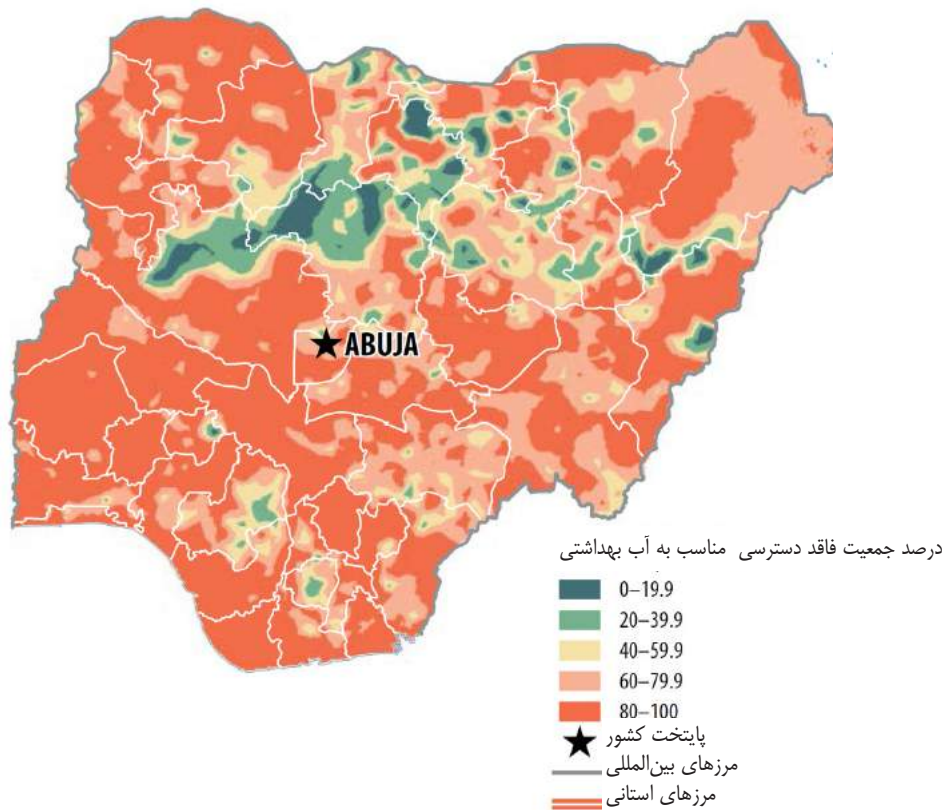 ABUJA
درصد جمعیت فاقد دسترسی مناسب به آب بهداشتی
0–19.9
20–39.9
40–59.9
60–79.9
80–100
پایتخت کشور
مرزهای بین‌المللی
مرزهای استانی